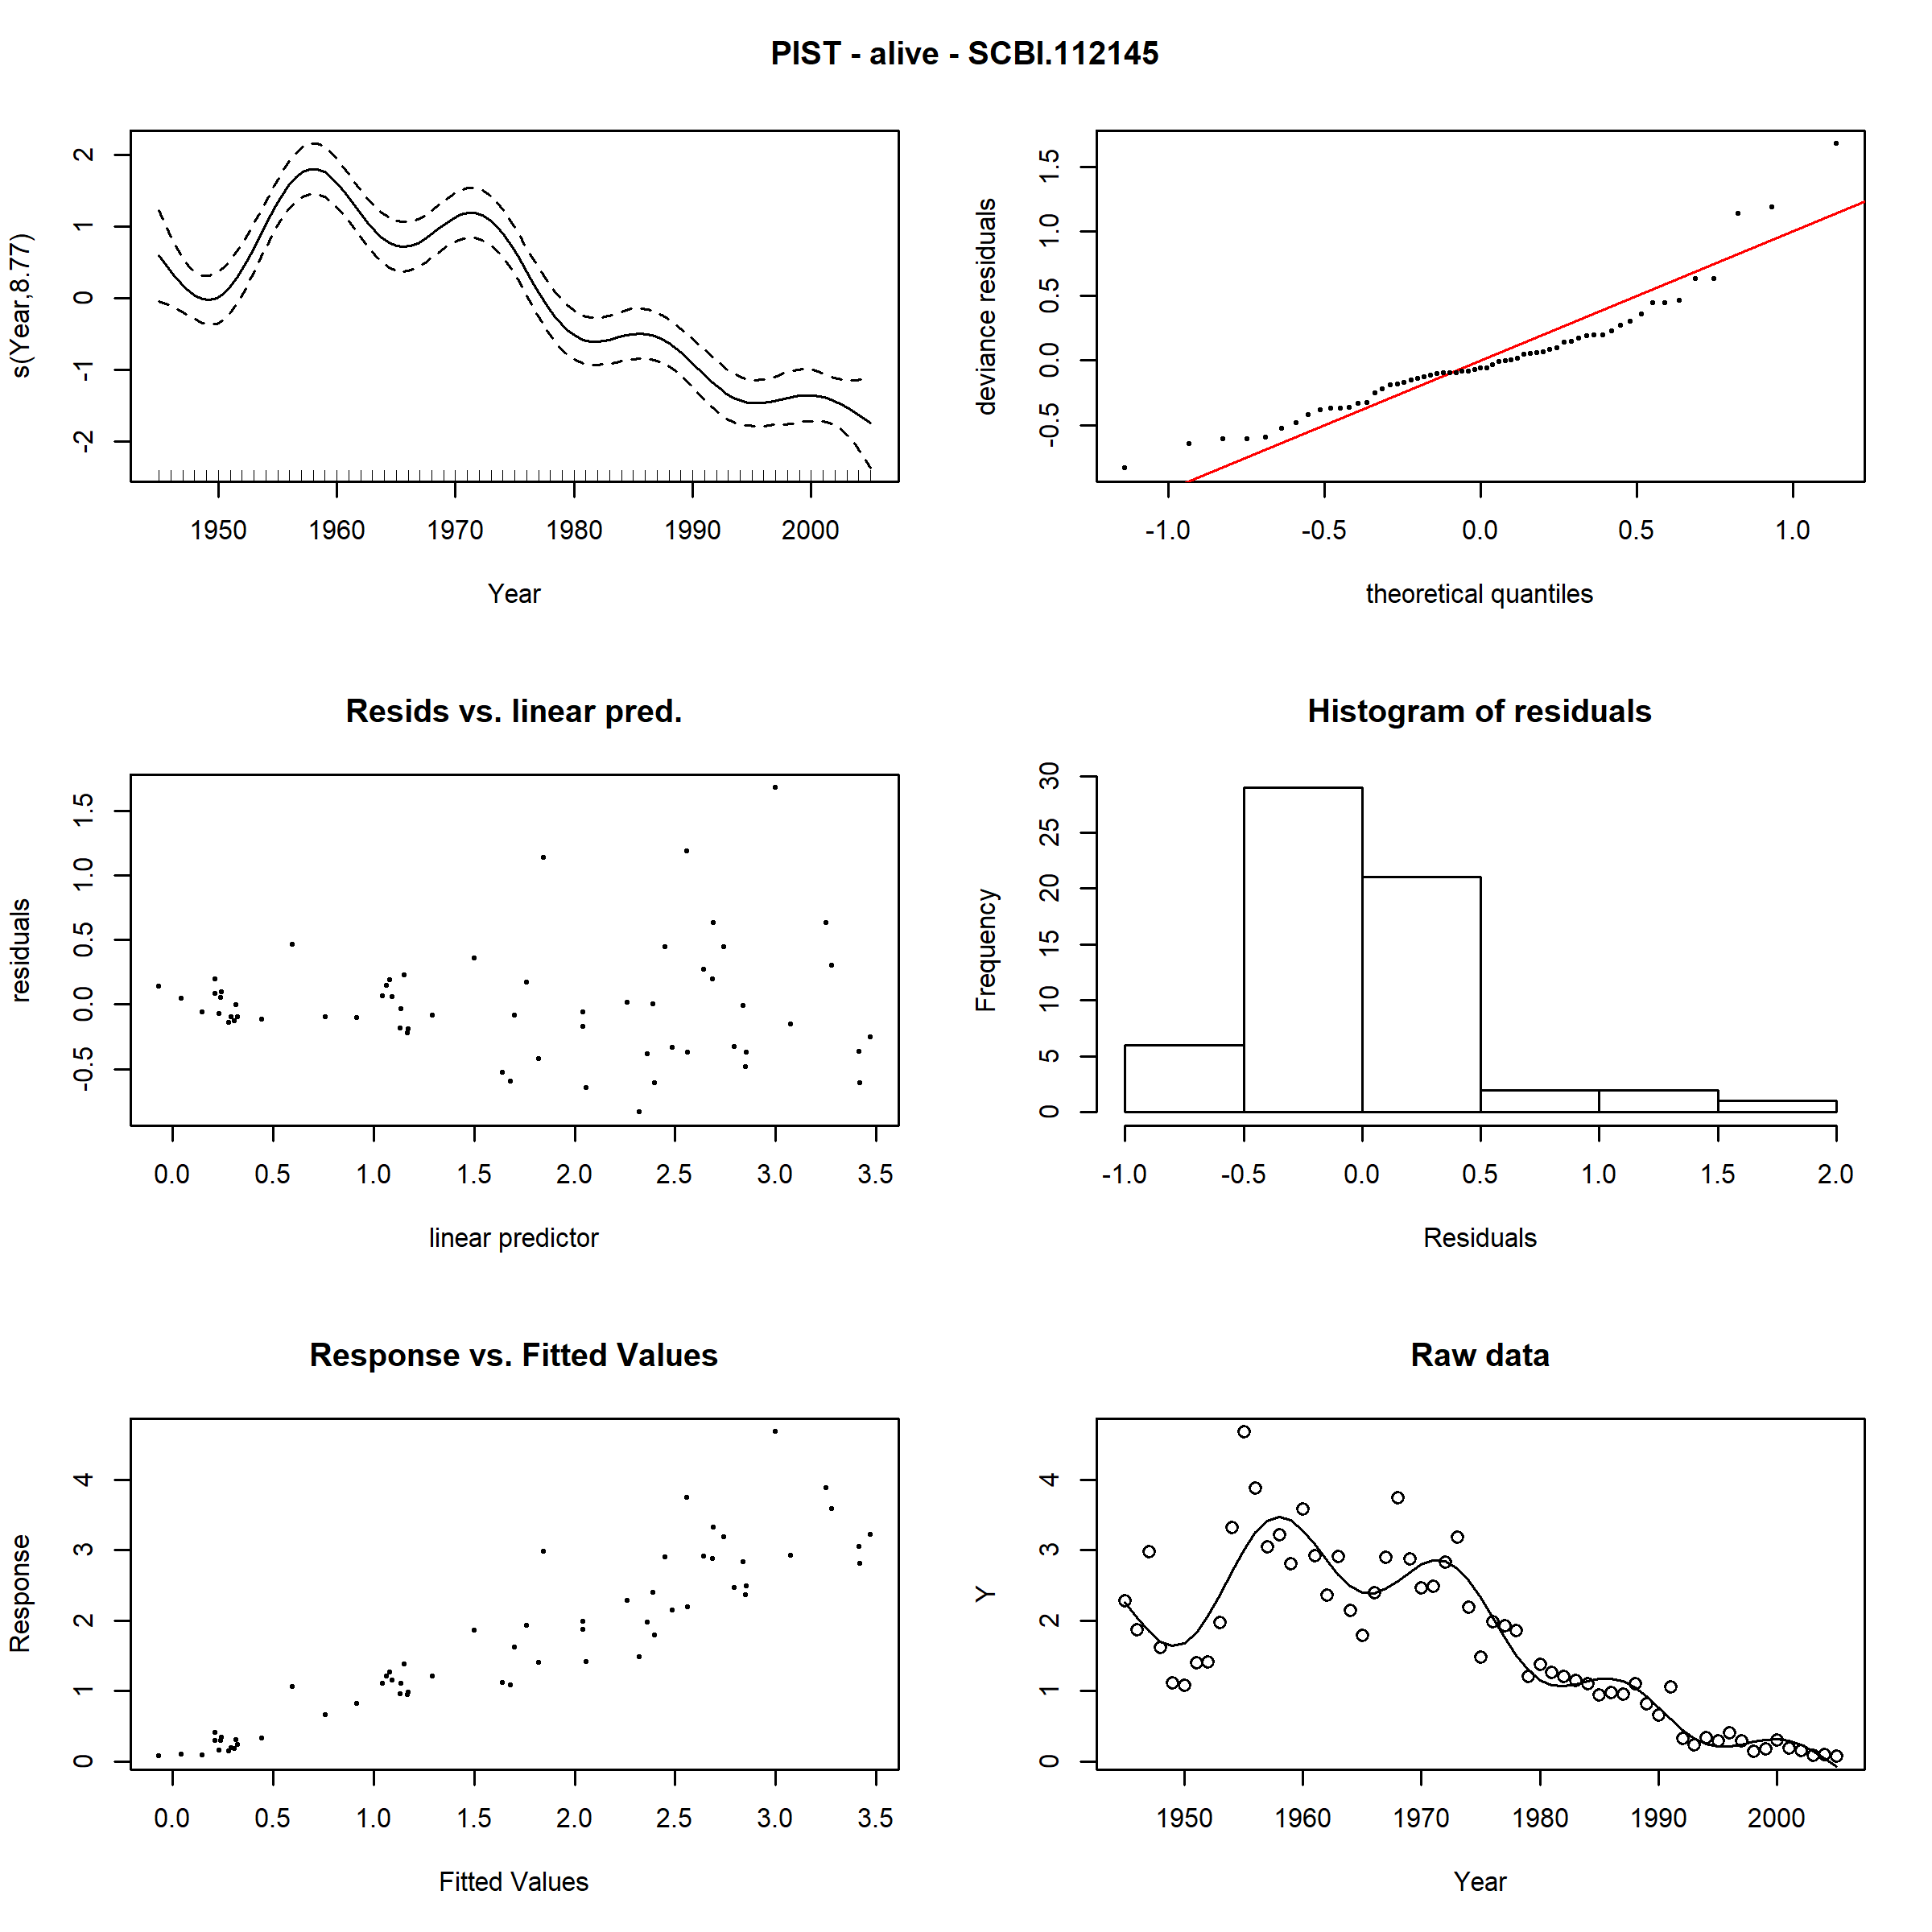 PIST - alive - SCBI.112145
s(Year,8.77)
2
1
0
-1
-2
1950 1960 1970 1980 1990 2000
Year
deviance residuals
1.5
1.0
0.5
0.0
-0.5
-1.0 -0.5 0.0 0.5 1.0
theoretical quantiles
Resids vs. linear pred.
residuals
1.5
1.0
0.5
0.0
-0.5
0.0 0.5 1.0 1.5 2.0 2.5 3.0 3.5
linear predictor
Histogram of residuals
Frequency
30
25
20
15
10
5
0
-1.0 -0.5 0.0 0.5 1.0 1.5 2.0
Residuals
Response vs. Fitted Values
Response
4
3
2
1
0
0.0 0.5 1.0 1.5 2.0 2.5 3.0 3.5
Fitted Values
Raw data
Y
4
3
2
1
0
1950 1960 1970 1980 1990 2000
Year